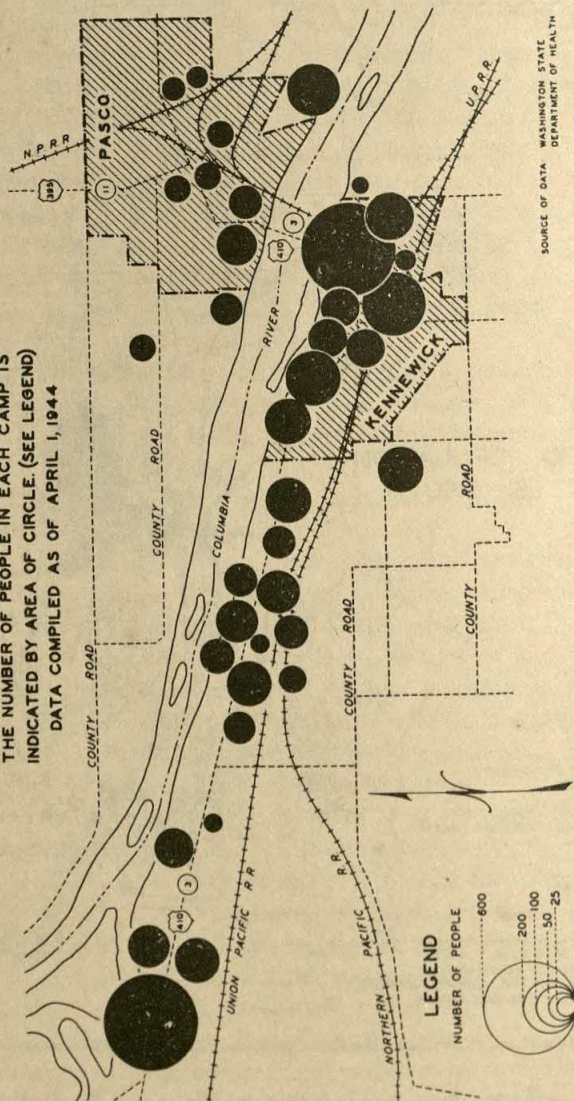 THE NUMBER OF PEOPLE IN EACH CAMP IS
INDICATED BY AREA OF CIRCLE. (SEE LEGEND)
DATA COMPILED AS OF APRIL 1, 1944
N P R R
395
11
PASCO
COUNTY ROAD
COUNTY ROAD
COLUMBIA RIVER
410
3
U P R R
KENNEWICK
410
3
UNION PACIFIC R R
NORTHERN PACIFIC R R
COUNTY ROAD
COUNTY ROAD
LEGEND
NUMBER OF PEOPLE
600
200
100
50
25
SOURCE OF DATA WASHINGTON STATE
DEPARTMENT OF HEALTH